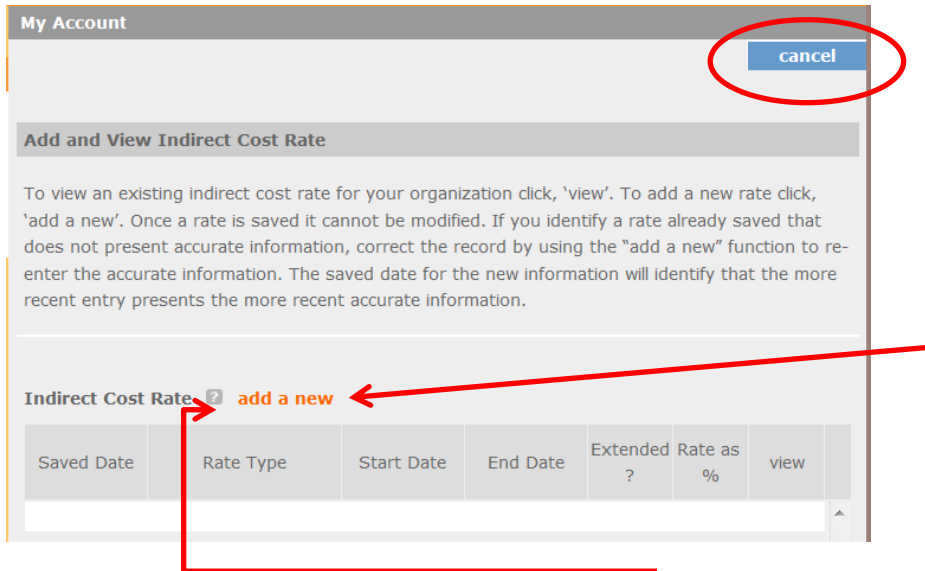 My Account
cancel
Add and View Indirect Cost Rate
To view an existing indirect cost rate for your organization click, ‘view’. To add a new rate click,
‘add a new’. Once a rate is saved it cannot be modified. If you identify a rate already saved that
does not present accurate information, correct the record by using the “add a new” function to re-
enter the accurate information. The saved date for the new information will identify that the more
recent entry presents the more recent accurate information.
Indirect Cost Rate ? add a new
Saved Date Rate Type Start Date End Date Extended ? Rate as % view